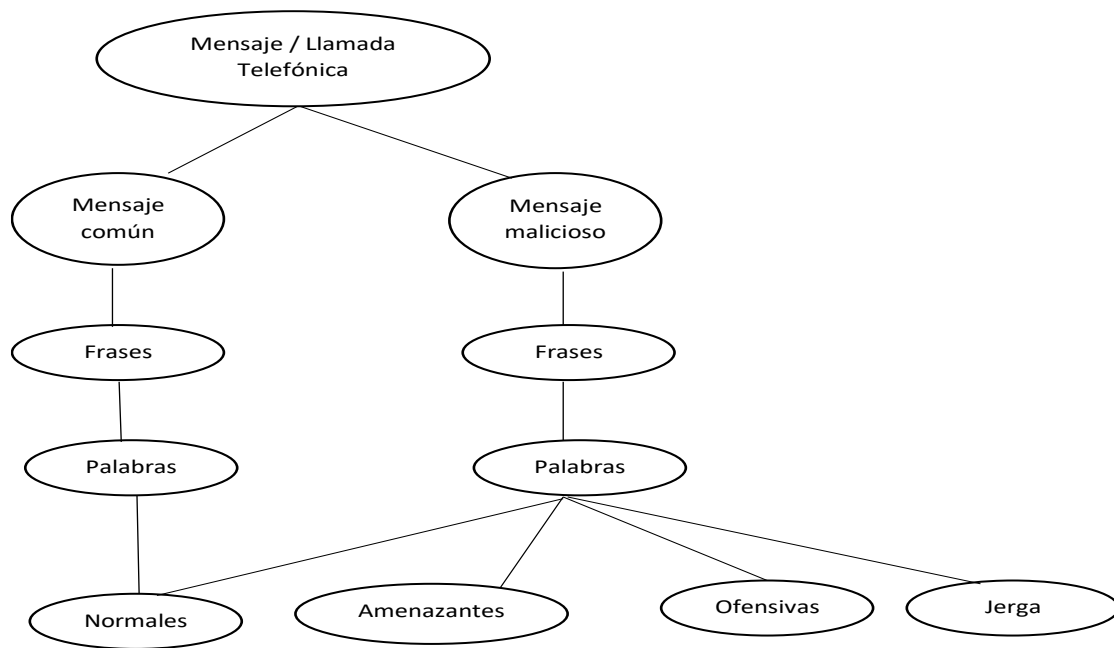 Mensaje / Llamada
Telefónica
Mensaje
común
Mensaje
malicioso
Frases
Frases
Palabras
Palabras
Normales
Amenazantes
Ofensivas
Jerga